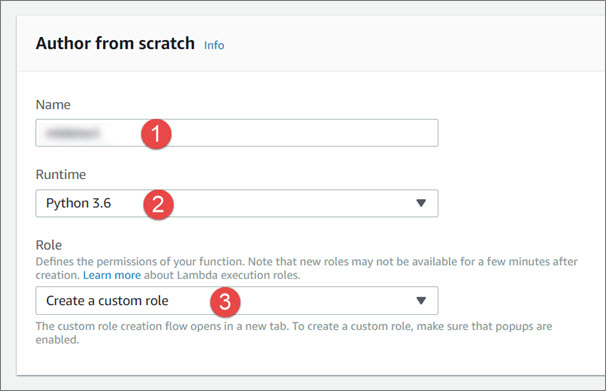 Author from scratch Info
Name
1
Runtime
Python 3.6
2
Role
Defines the permissions of your function. Note that new roles may not be available for a few minutes after
creation. Learn more about Lambda execution roles.
Create a custom role
3
The custom role creation flow opens in a new tab. To create a custom role, make sure that popups are
enabled.